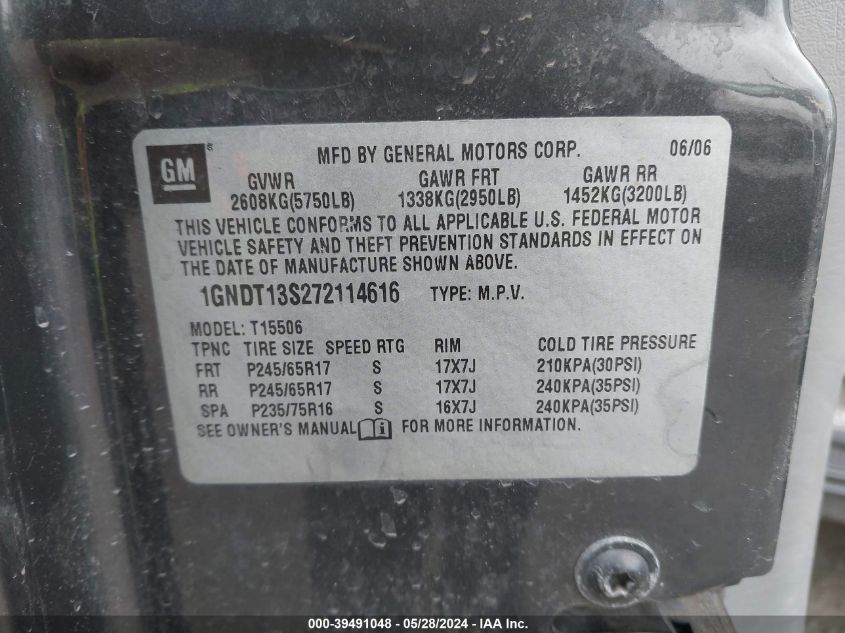 GM®
MFD BY GENERAL MOTORS CORP. 06/06
GVWR GAWR FRT GAWR RR
2608KG(5750LB) 1338KG(2950LB) 1452KG(3200LB)
THIS VEHICLE CONFORMS TO ALL APPLICABLE U.S. FEDERAL MOTOR
VEHICLE SAFETY AND THEFT PREVENTION STANDARDS IN EFFECT ON
THE DATE OF MANUFACTURE SHOWN ABOVE.
1GNDT13S272114616 TYPE: M.P.V.
MODEL: T15506
TPNC TIRE SIZE SPEED RTG RIM COLD TIRE PRESSURE
FRT P245/65R17 S 17X7J 210KPA(30PSI)
RR P245/65R17 S 17X7J 240KPA(35PSI)
SPA P235/75R16 S 16X7J 240KPA(35PSI)
SEE OWNER'S MANUAL i FOR MORE INFORMATION.
000-39491048 - 05/28/2024 - IAA Inc.